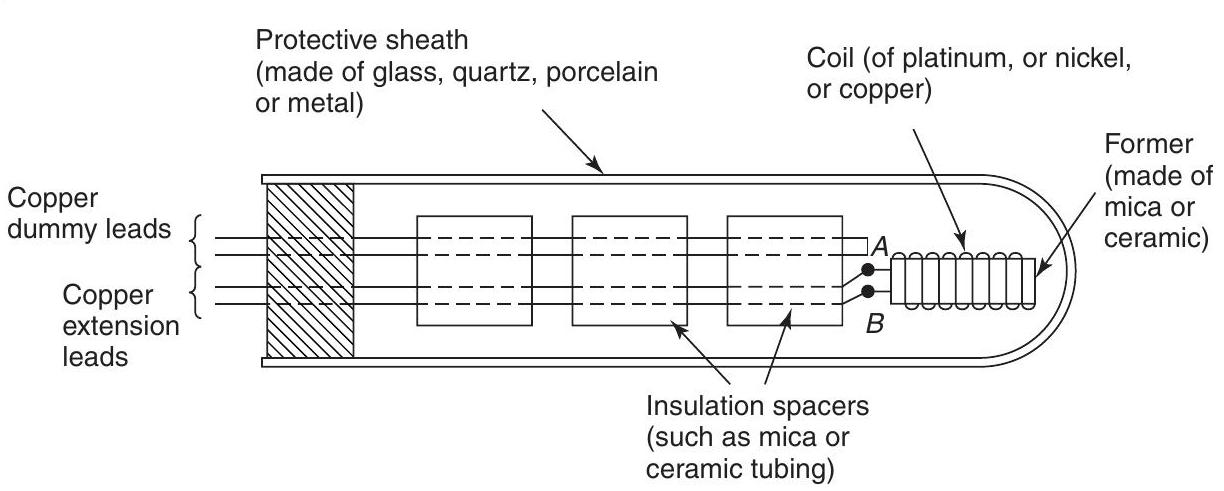 Protective sheath
(made of glass, quartz, porcelain
or metal)
Coil (of platinum, or nickel,
or copper)
Former
(made of
mica or
ceramic)
Copper
dummy leads
A
Copper
extension
leads
B
Insulation spacers
(such as mica or
ceramic tubing)